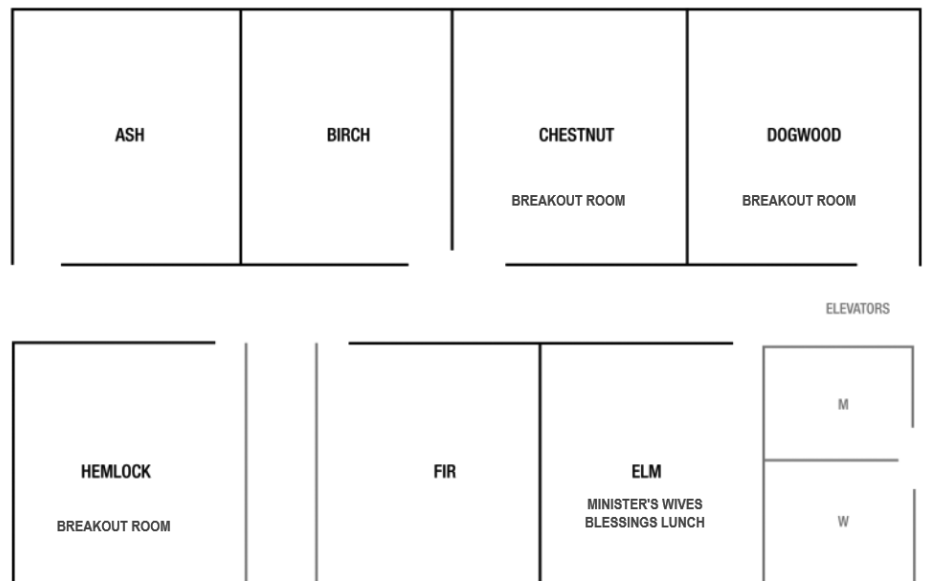 ASH
BIRCH
CHESTNUT
DOGWOOD
BREAKOUT ROOM
BREAKOUT ROOM
ELEVATORS
M
HEMLOCK
FIR
ELM
BREAKOUT ROOM
MINISTER'S WIVES
BLESSINGS LUNCH
W